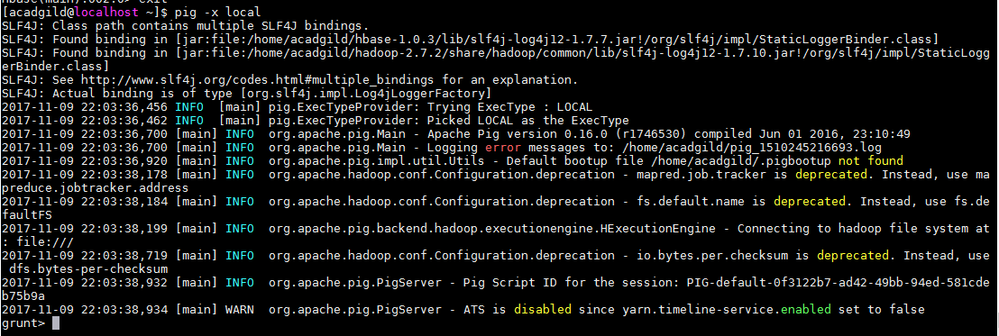 [acadgild@localhost ~]$ pig -x local
SLF4J: Class path contains multiple SLF4J bindings.
SLF4J: Found binding in [jar:file:/home/acadgild/hbase-1.0.3/lib/slf4j-log4j12-1.7.7.jar!/org/slf4j/impl/StaticLoggerBinder.class]
SLF4J: Found binding in [jar:file:/home/acadgild/hadoop-2.7.2/share/hadoop/common/lib/slf4j-log4j12-1.7.10.jar!/org/slf4j/impl/StaticLogg
erBinder.class]
SLF4J: See http://www.slf4j.org/codes.html#multiple_bindings for an explanation.
SLF4J: Actual binding is of type [org.slf4j.impl.Log4jLoggerFactory]
2017-11-09 22:03:36,456 INFO  [main] pig.ExecTypeProvider: Trying ExecType : LOCAL
2017-11-09 22:03:36,462 INFO  [main] pig.ExecTypeProvider: Picked LOCAL as the ExecType
2017-11-09 22:03:36,700 [main] INFO  org.apache.pig.Main - Apache Pig version 0.16.0 (r1746530) compiled Jun 01 2016, 23:10:49
2017-11-09 22:03:36,700 [main] INFO  org.apache.pig.Main - Logging error messages to: /home/acadgild/pig_1510245216693.log
2017-11-09 22:03:36,920 [main] INFO  org.apache.pig.impl.util.Utils - Default bootup file /home/acadgild/.pigbootup not found
2017-11-09 22:03:38,178 [main] INFO  org.apache.hadoop.conf.Configuration.deprecation - mapred.job.tracker is deprecated. Instead, use ma
preduce.jobtracker.address
2017-11-09 22:03:38,184 [main] INFO  org.apache.hadoop.conf.Configuration.deprecation - fs.default.name is deprecated. Instead, use fs.de
faultFS
2017-11-09 22:03:38,199 [main] INFO  org.apache.pig.backend.hadoop.executionengine.HExecutionEngine - Connecting to hadoop file system at
: file:///
2017-11-09 22:03:38,719 [main] INFO  org.apache.hadoop.conf.Configuration.deprecation - io.bytes.per.checksum is deprecated. Instead, use
 dfs.bytes-per-checksum
2017-11-09 22:03:38,932 [main] INFO  org.apache.pig.PigServer - Pig Script ID for the session: PIG-default-0f3122b7-ad42-49bb-94ed-581cde
b75b9a
2017-11-09 22:03:38,934 [main] WARN  org.apache.pig.PigServer - ATS is disabled since yarn.timeline-service.enabled set to false
grunt>